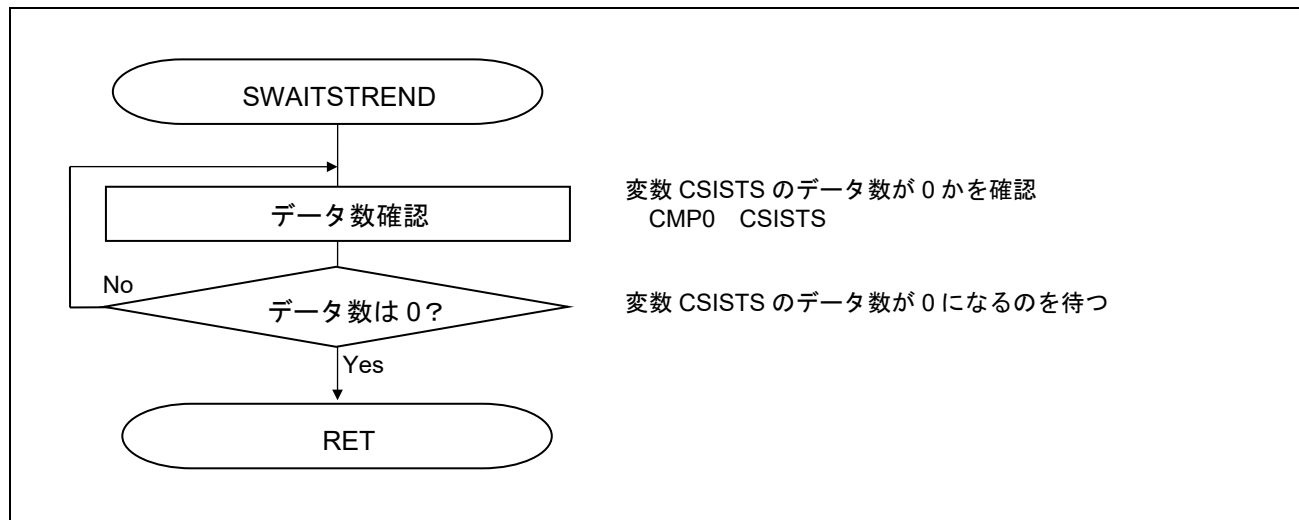 SWAITSTREND
変数 CSISTS のデータ数が 0 かを確認
データ数確認
CMP0 CSISTS
No
データ数は 0？
変数 CSISTS のデータ数が 0 になるのを待つ
Yes
RET